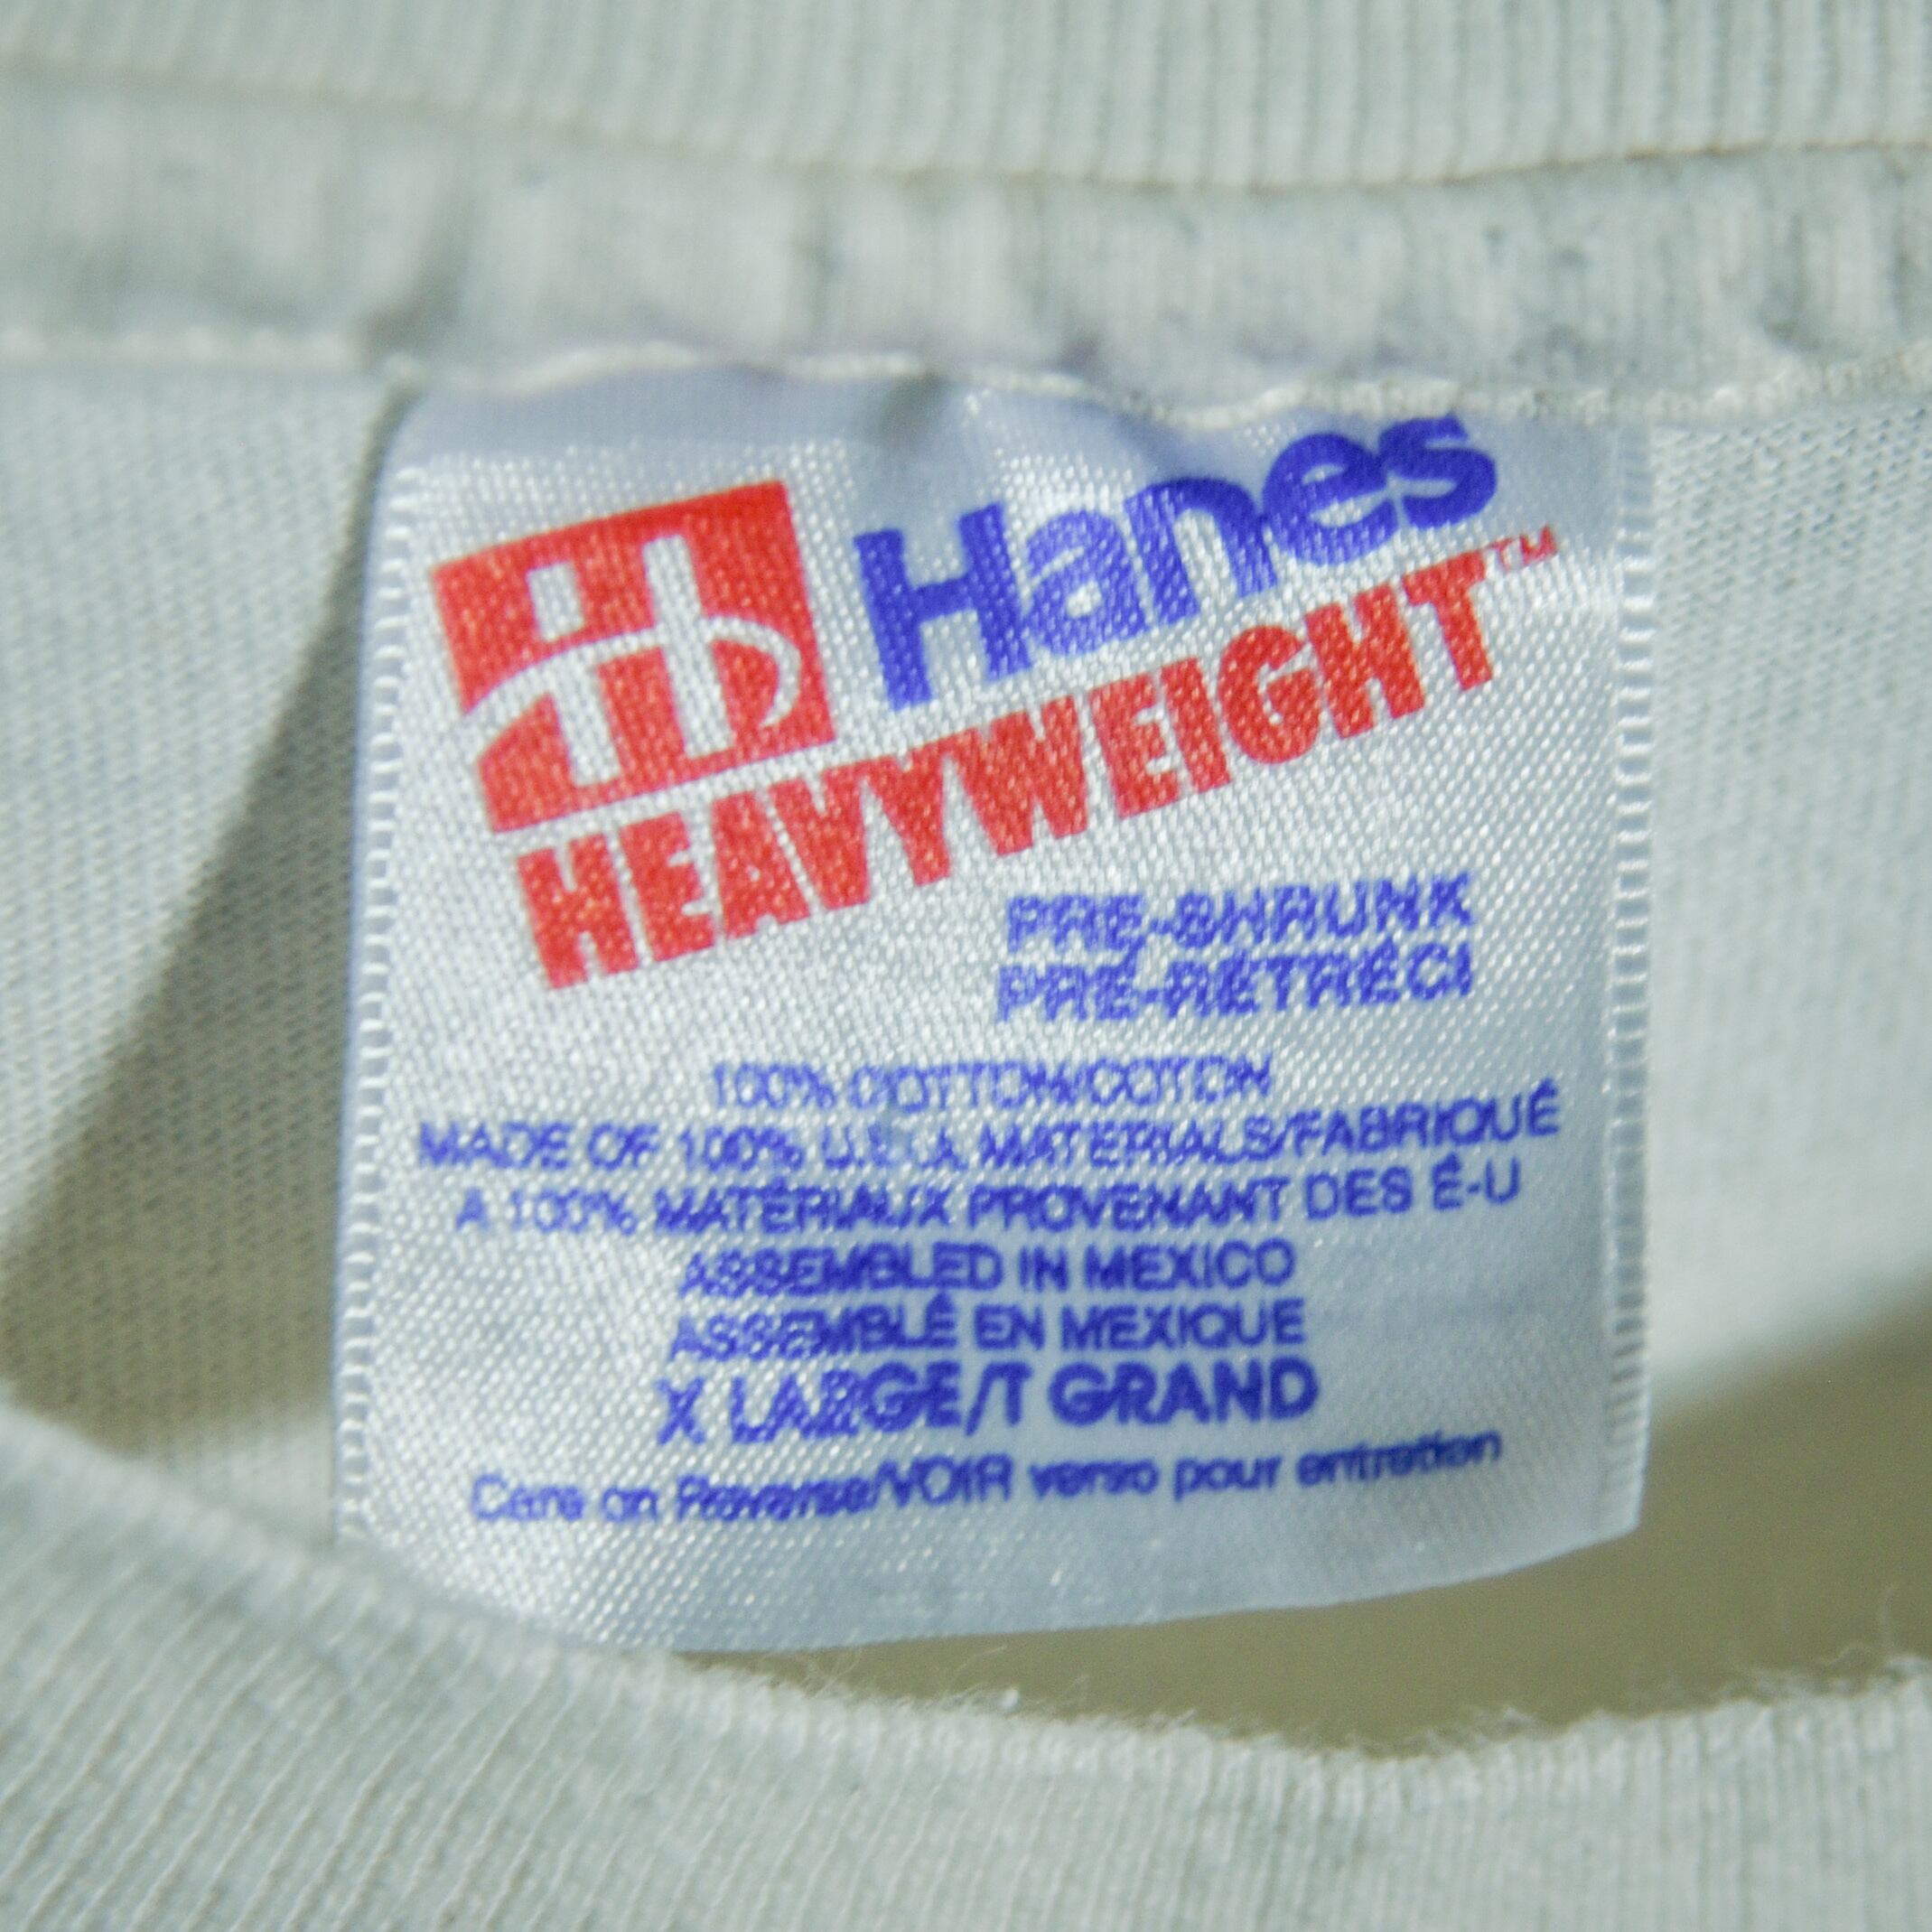 Hanes
HEAVYWEIGHT™
PRE-SHRUNK
PRÉ-RÉTRÉCI
100% COTTON/COTON
MADE OF 100% U.S.A. MATERIALS/FABRIQUÉ
A 100% MATÉRIAUX PROVENANT DES É-U
ASSEMBLED IN MEXICO
ASSEMBLÉ EN MEXIQUE
X LARGE/T GRAND
Care on Reverse/VOIR verso pour entretien